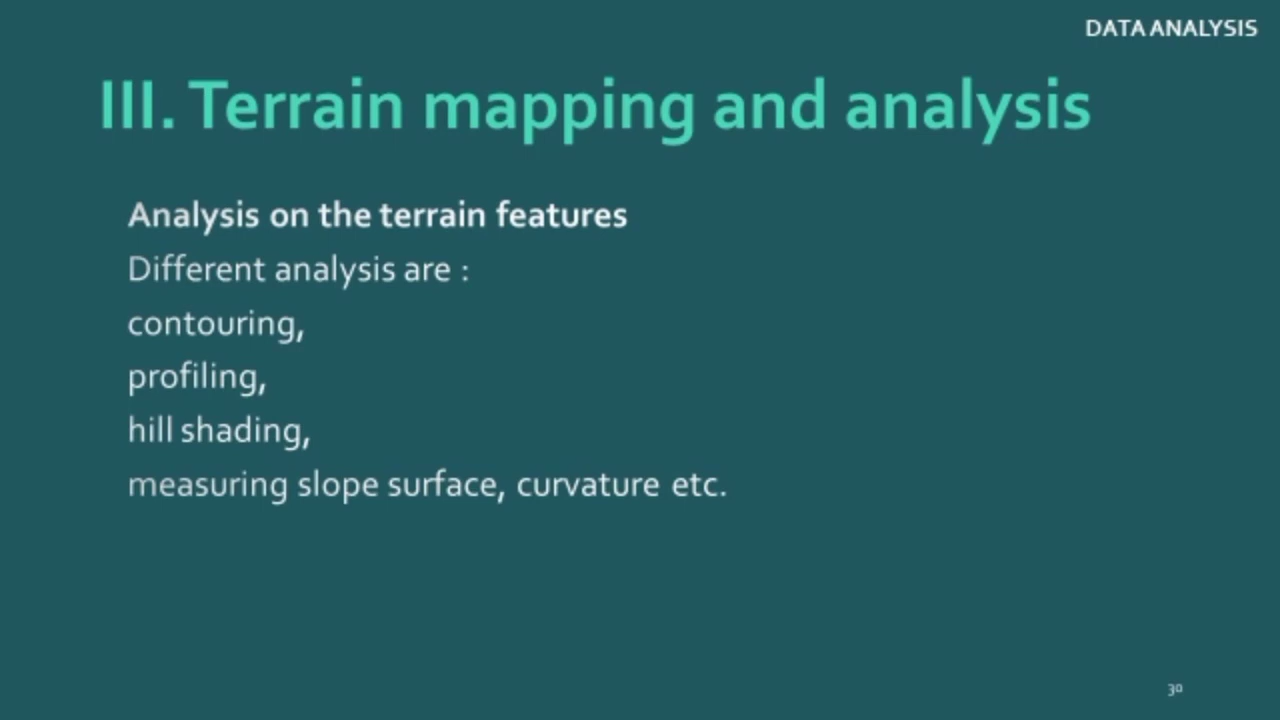 DATA ANALYSIS
III. Terrain mapping and analysis
Analysis on the terrain features
Different analysis are :
contouring,
profiling,
hill shading,
measuring slope surface, curvature etc.
30